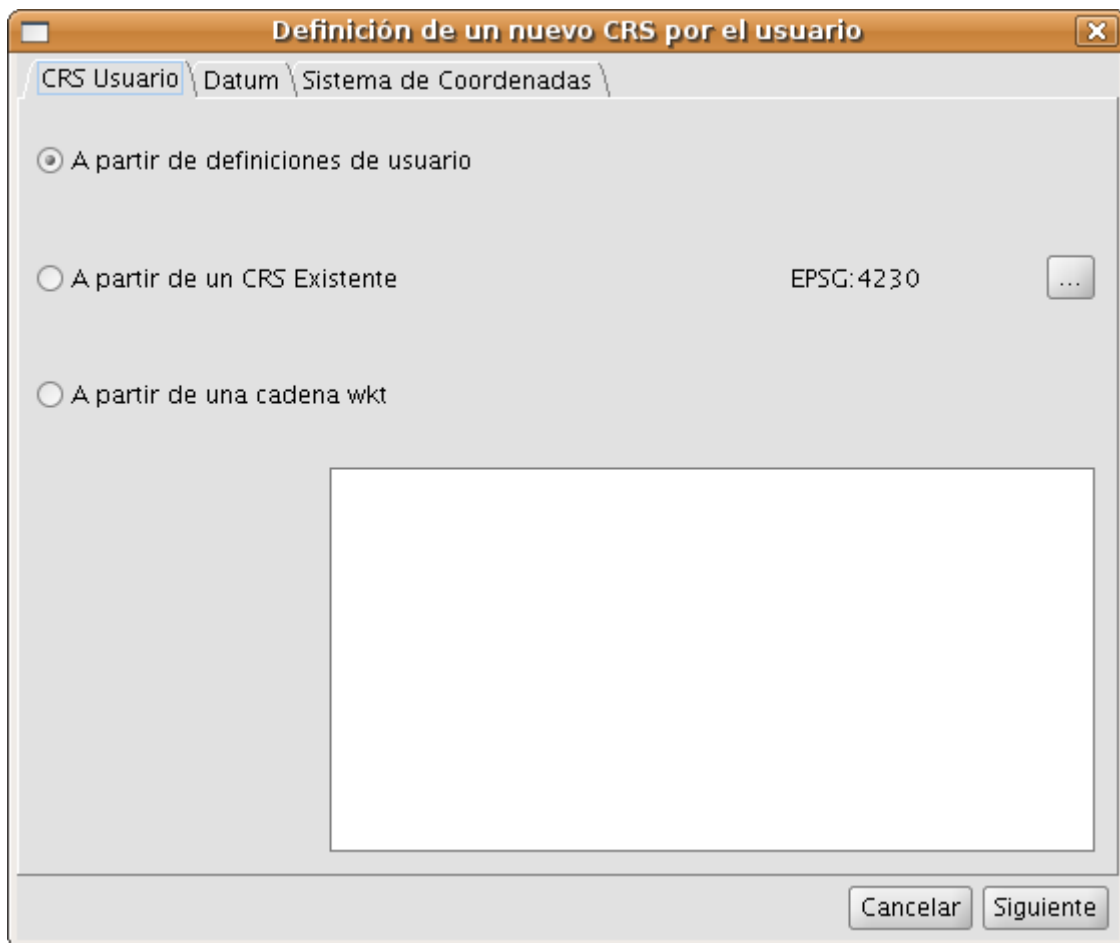 Definición de un nuevo CRS por el usuario
CRS Usuario Datum Sistema de Coordenadas
A partir de definiciones de usuario
A partir de un CRS Existente EPSG:4230 ...
A partir de una cadena wkt
Cancelar Siguiente